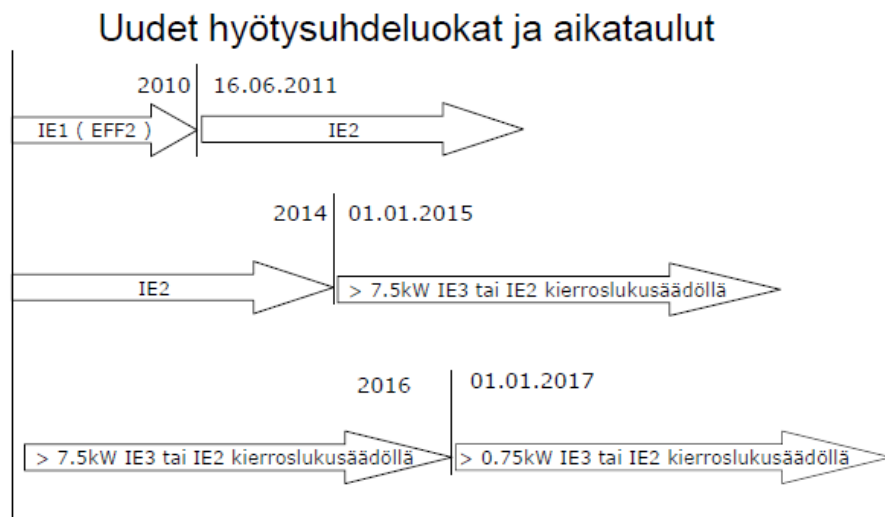 Uudet hyötysuhdeluokat ja aikataulut
2010 16.06.2011
IE1 ( EFF2 ) IE2
2014 01.01.2015
IE2 > 7.5kW IE3 tai IE2 kierroslukusäädöllä
2016 01.01.2017
> 7.5kW IE3 tai IE2 kierroslukusäädöllä > 0.75kW IE3 tai IE2 kierroslukusäädöllä